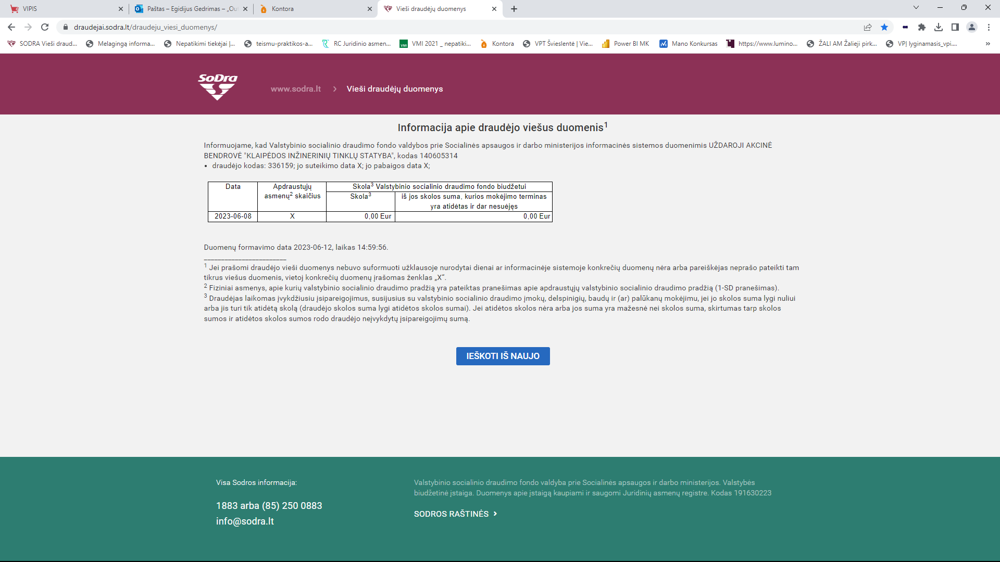 VIPIS
Paštas – Egidijus Gedrimas – „Ou
Kontora
Vieši draudėjų duomenys
draudejai.sodra.lt/draudeju_viesi_duomenys/
SODRA Vieši draud...
Melagingą informa...
Nepatikimi tiekėjai |...
teismu-praktikos-a...
RC Juridinio asmen...
VMI 2021 _ nepatiki...
Kontora
VPT Švieslentė | Vie...
Power BI MK
Mano Konkursas
https://www.lumino...
ŽALI AM Žalieji pirk...
VPĮ lyginamasis_vpi....
SoDra
www.sodra.lt > Vieši draudėjų duomenys
Informacija apie draudėjo viešus duomenis¹
Informuojame, kad Valstybinio socialinio draudimo fondo valdybos prie Socialinės apsaugos ir darbo ministerijos informacinės sistemos duomenimis UŽDAROJI AKCINĖ
BENDROVĖ "KLAIPĖDOS INŽINERINIŲ TINKLŲ STATYBA", kodas 140605314
• draudėjo kodas: 336159; jo suteikimo data X; jo pabaigos data X;
Data
Apdraustųjų
asmenų² skaičius
Skola³ Valstybinio socialinio draudimo fondo biudžetui
Skola³
iš jos skolos suma, kurios mokėjimo terminas
yra atidėtas ir dar nesuėjęs
2023-06-08 X 0,00 Eur 0,00 Eur
Duomenų formavimo data 2023-06-12, laikas 14:59:56.
¹ Jei prašomi draudėjo vieši duomenys nebuvo suformuoti užklausoje nurodytai dienai ar informacinėje sistemoje konkrečių duomenų nėra arba pareiškėjas neprašo pateikti tam
tikrus viešus duomenis, vietoj konkrečių duomenų įrašomas ženklas „X“.
² Fiziniai asmenys, apie kurių valstybinio socialinio draudimo pradžią yra pateiktas pranešimas apie apdraustųjų valstybinio socialinio draudimo pradžią (1-SD pranešimas).
³ Draudėjas laikomas įvykdžiusiu įsipareigojimus, susijusius su valstybinio socialinio draudimo įmokų, delspinigių, baudų ir (ar) palūkanų mokėjimu, jei jo skolos suma lygi nuliui
arba jis turi tik atidėtą skolą (draudėjo skolos suma lygi atidėtos skolos sumai). Jei atidėtos skolos nėra arba jos suma yra mažesnė nei skolos suma, skirtumas tarp skolos
sumos ir atidėtos skolos sumos rodo draudėjo neįvykdytų įsipareigojimų sumą.
IEŠKOTI IŠ NAUJO
Visa Sodros informacija:
1883 arba (85) 250 0883
info@sodra.lt
Valstybinio socialinio draudimo fondo valdyba prie Socialinės apsaugos ir darbo ministerijos. Valstybės
biudžetinė įstaiga. Duomenys apie įstaigą kaupiami ir saugomi Juridinių asmenų registre. Kodas 191630223
SODROS RAŠTINĖS >